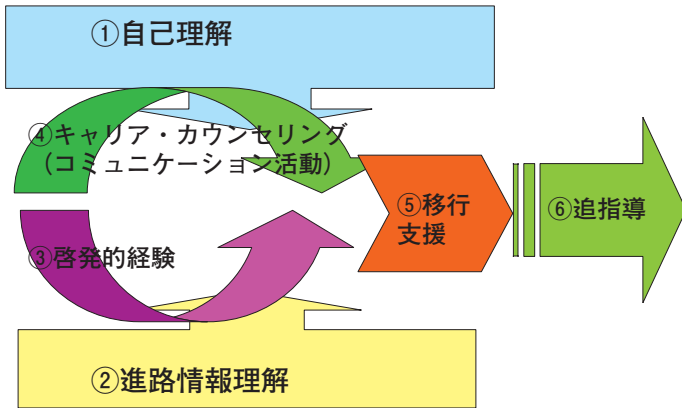 ①自己理解
④キャリア・カウンセリング
（コミュニケーション活動）
⑤移行
支援
⑥追指導
③啓発的経験
②進路情報理解